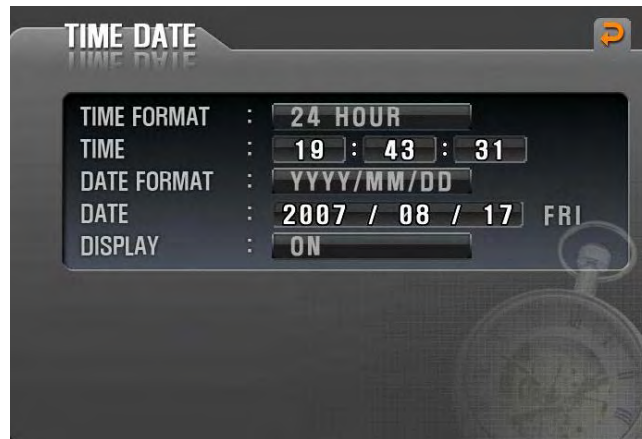 TIME DATE
TIME FORMAT : 24 HOUR
TIME : 19 : 43 : 31
DATE FORMAT : YYYY/MM/DD
DATE : 2007 / 08 / 17 FRI
DISPLAY : ON